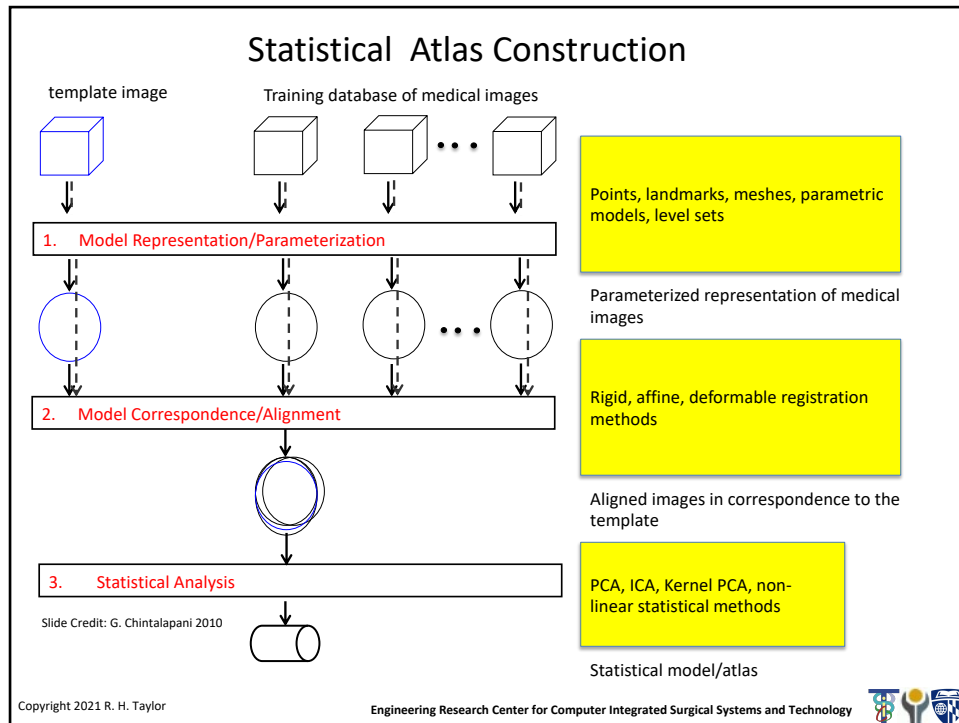 Statistical  Atlas Construction
template image
Training database of medical images
• • •
Points, landmarks, meshes, parametric
models, level sets
1. Model Representation/Parameterization
Parameterized representation of medical
images
• • •
Rigid, affine, deformable registration
methods
2. Model Correspondence/Alignment
Aligned images in correspondence to the
template
3. Statistical Analysis
PCA, ICA, Kernel PCA, non-
linear statistical methods
Slide Credit: G. Chintalapani 2010
Statistical model/atlas
Copyright 2021 R. H. Taylor
Engineering Research Center for Computer Integrated Surgical Systems and Technology